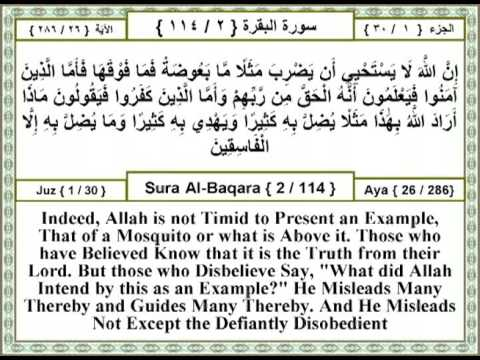 الجزء { ١ / ٣٠ } سورة البقرة { ٢ / ١١٤ } الآية { ٢٦ / ٢٨٦ }
إِنَّ اللَّهَ لَا يَسْتَحْيِي أَن يَضْرِبَ مَثَلًا مَّا بَعُوضَةً فَمَا فَوْقَهَا فَأَمَّا الَّذِينَ
آمَنُوا فَيَعْلَمُونَ أَنَّهُ الْحَقُّ مِن رَّبِّهِمْ وَأَمَّا الَّذِينَ كَفَرُوا فَيَقُولُونَ مَاذَا
أَرَادَ اللَّهُ بِهَٰذَا مَثَلًا يُضِلُّ بِهِ كَثِيرًا وَيَهْدِي بِهِ كَثِيرًا وَمَا يُضِلُّ بِهِ إِلَّا
الْفَاسِقِينَ
Juz { 1 / 30 } Sura Al-Baqara { 2 / 114 } Aya { 26 / 286}
Indeed, Allah is not Timid to Present an Example,
That of a Mosquito or what is Above it. Those who
have Believed Know that it is the Truth from their
Lord. But those who Disbelieve Say, "What did Allah
Intend by this as an Example?" He Misleads Many
Thereby and Guides Many Thereby. And He Misleads
Not Except the Defiantly Disobedient